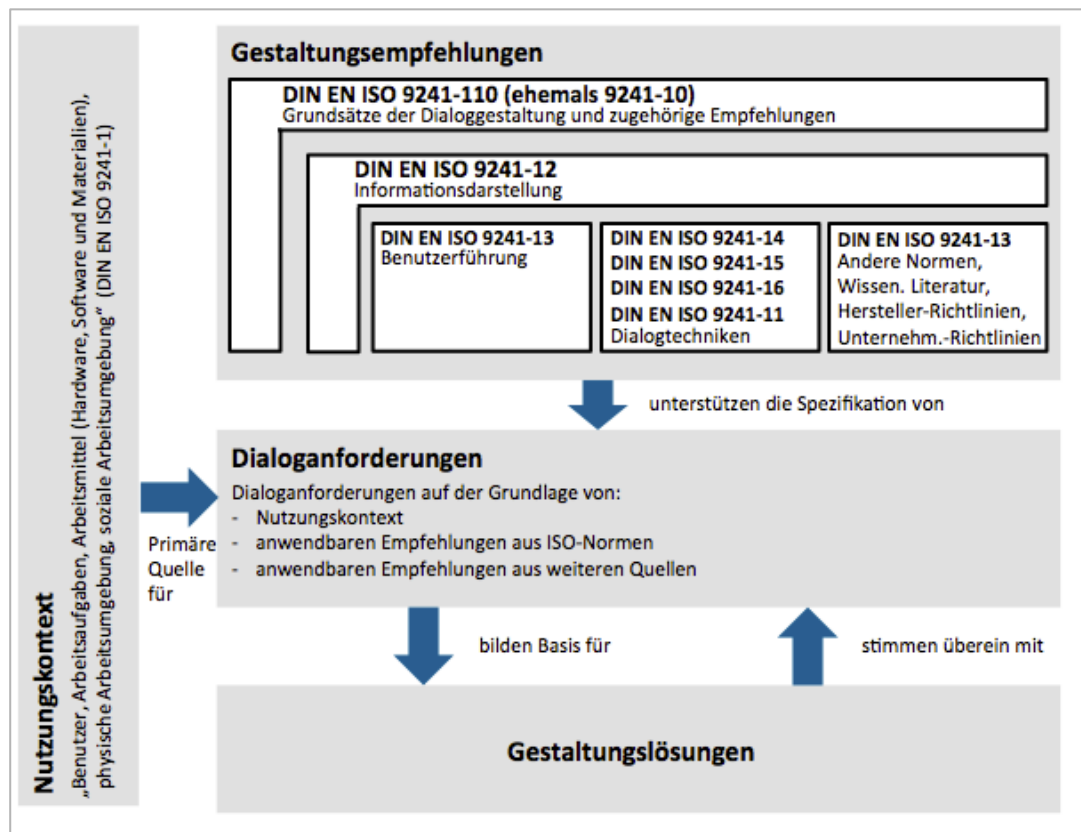 Nutzungskontext
„Benutzer, Arbeitsaufgaben, Arbeitsmittel (Hardware, Software und Materialien),
physische Arbeitsumgebung, soziale Arbeitsumgebung“ (DIN EN ISO 9241-1)
Gestaltungsempfehlungen
DIN EN ISO 9241-110 (ehemals 9241-10)
Grundsätze der Dialoggestaltung und zugehörige Empfehlungen
DIN EN ISO 9241-12
Informationsdarstellung
DIN EN ISO 9241-13
Benutzerführung
DIN EN ISO 9241-14
DIN EN ISO 9241-15
DIN EN ISO 9241-16
DIN EN ISO 9241-11
Dialogtechniken
DIN EN ISO 9241-13
Andere Normen,
Wissen. Literatur,
Hersteller-Richtlinien,
Unternehm.-Richtlinien
unterstützen die Spezifikation von
Primäre
Quelle
für
Dialoganforderungen
Dialoganforderungen auf der Grundlage von:
- Nutzungskontext
- anwendbaren Empfehlungen aus ISO-Normen
- anwendbaren Empfehlungen aus weiteren Quellen
bilden Basis für
stimmen überein mit
Gestaltungslösungen